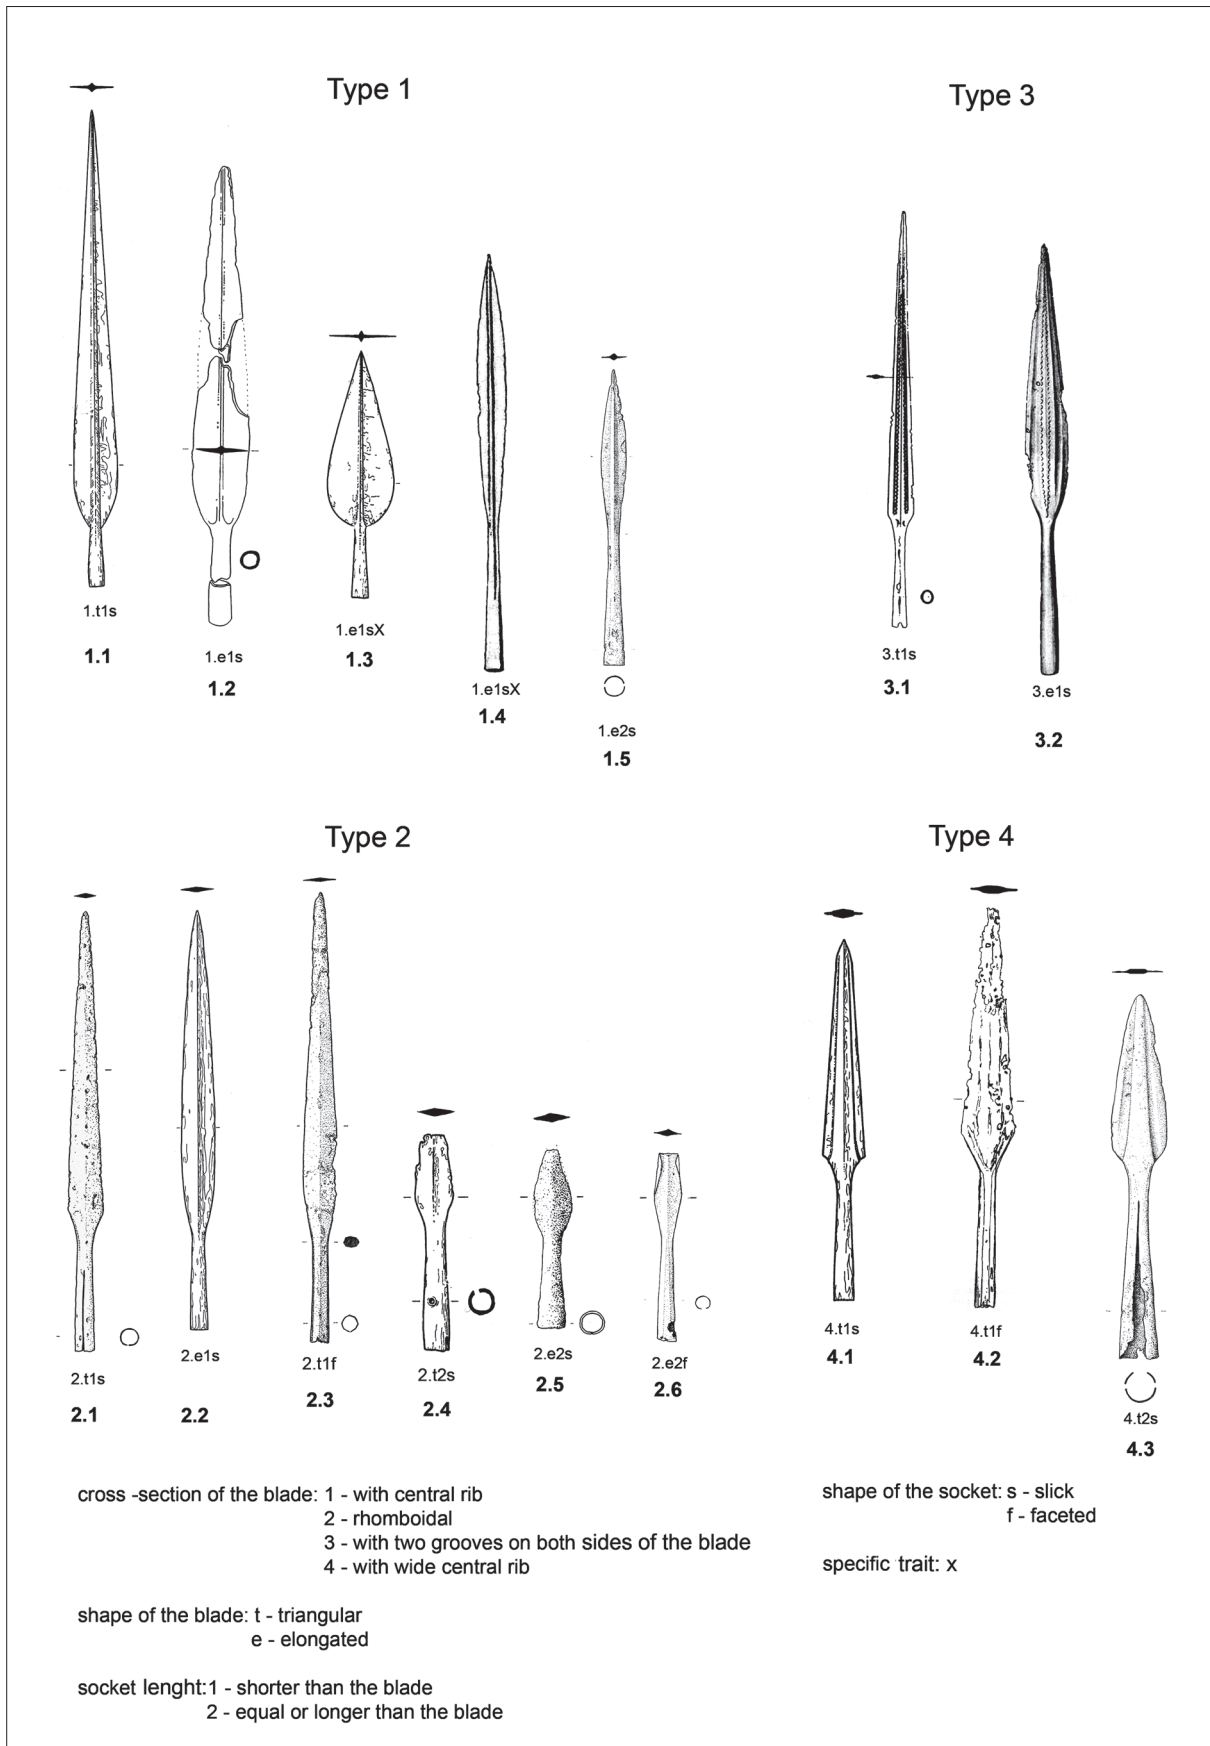 Type 1
1.t1s
1.1
1.e1s
1.2
1.e1sX
1.3
1.e1sX
1.4
1.e2s
1.5
Type 3
3.t1s
3.1
3.e1s
3.2
Type 2
2.t1s
2.1
2.e1s
2.2
2.t1f
2.3
2.t2s
2.4
2.e2s
2.5
2.e2f
2.6
Type 4
4.t1s
4.1
4.t1f
4.2
4.t2s
4.3
cross -section of the blade: 1 - with central rib
2 - rhomboidal
3 - with two grooves on both sides of the blade
4 - with wide central rib
shape of the blade: t - triangular
e - elongated
socket lenght:1 - shorter than the blade
2 - equal or longer than the blade
shape of the socket: s - slick
f - faceted
specific trait: x